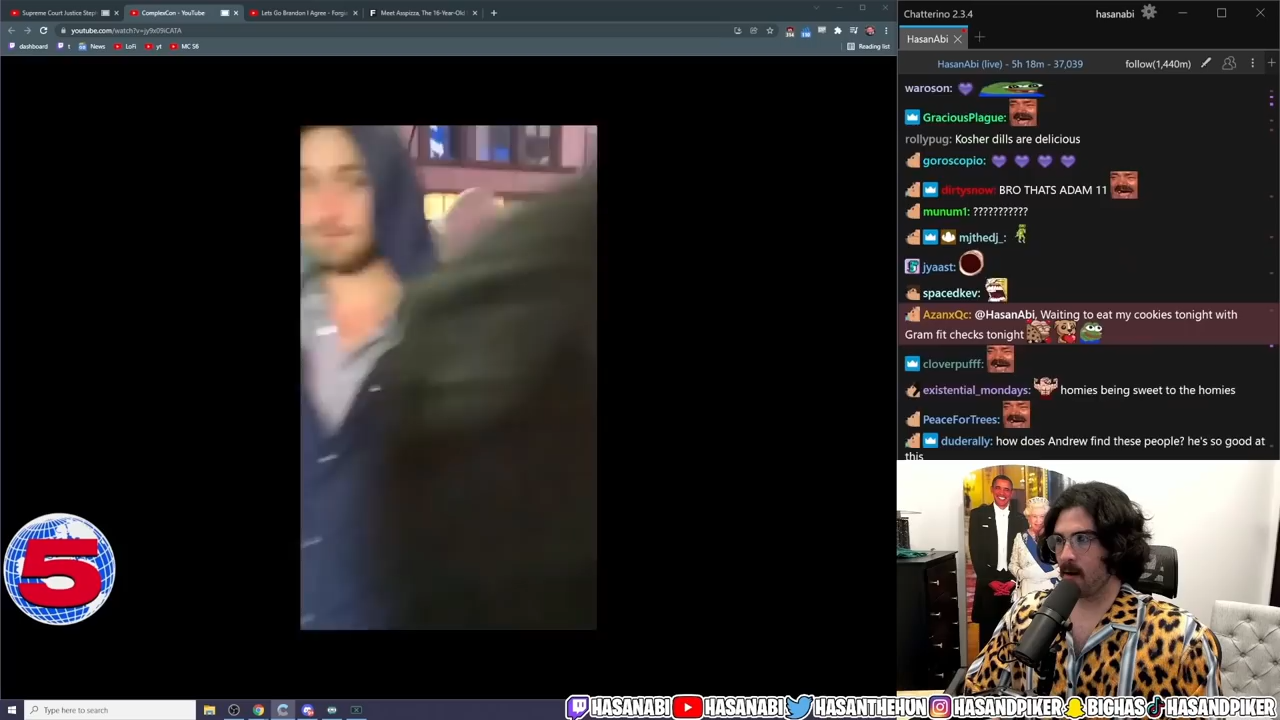 Supreme Court Justice Step
ComplexCon - YouTube
Lets Go Brandon I Agree - Forgi
Meet Asspizza, The 16-Year-Old
youtube.com/watch?v=jy9x09iCATA
dashboard
t
News
LoFi
yt
MC S6
Reading list
5
Type here to search
Chatterino 2.3.4
hasanabi
HasanAbi
HasanAbi (live) - 5h 18m - 37,039
follow(1,440m)
waroson:
GraciousPlague:
rollypug: Kosher dills are delicious
goroscopio:
dirtysnow: BRO THATS ADAM 11
munum1: ???????????
mjthedj_:
jyaast:
spacedkev:
AzanxQc: @HasanAbi, Waiting to eat my cookies tonight with
Gram fit checks tonight
cloverpufff:
existential_mondays: homies being sweet to the homies
PeaceForTrees:
duderally: how does Andrew find these people? he's so good at
this
HASANABI
HASANABI
HASANTHEHUN
HASANDPIKER
BIGHAS
HASANDPIKER